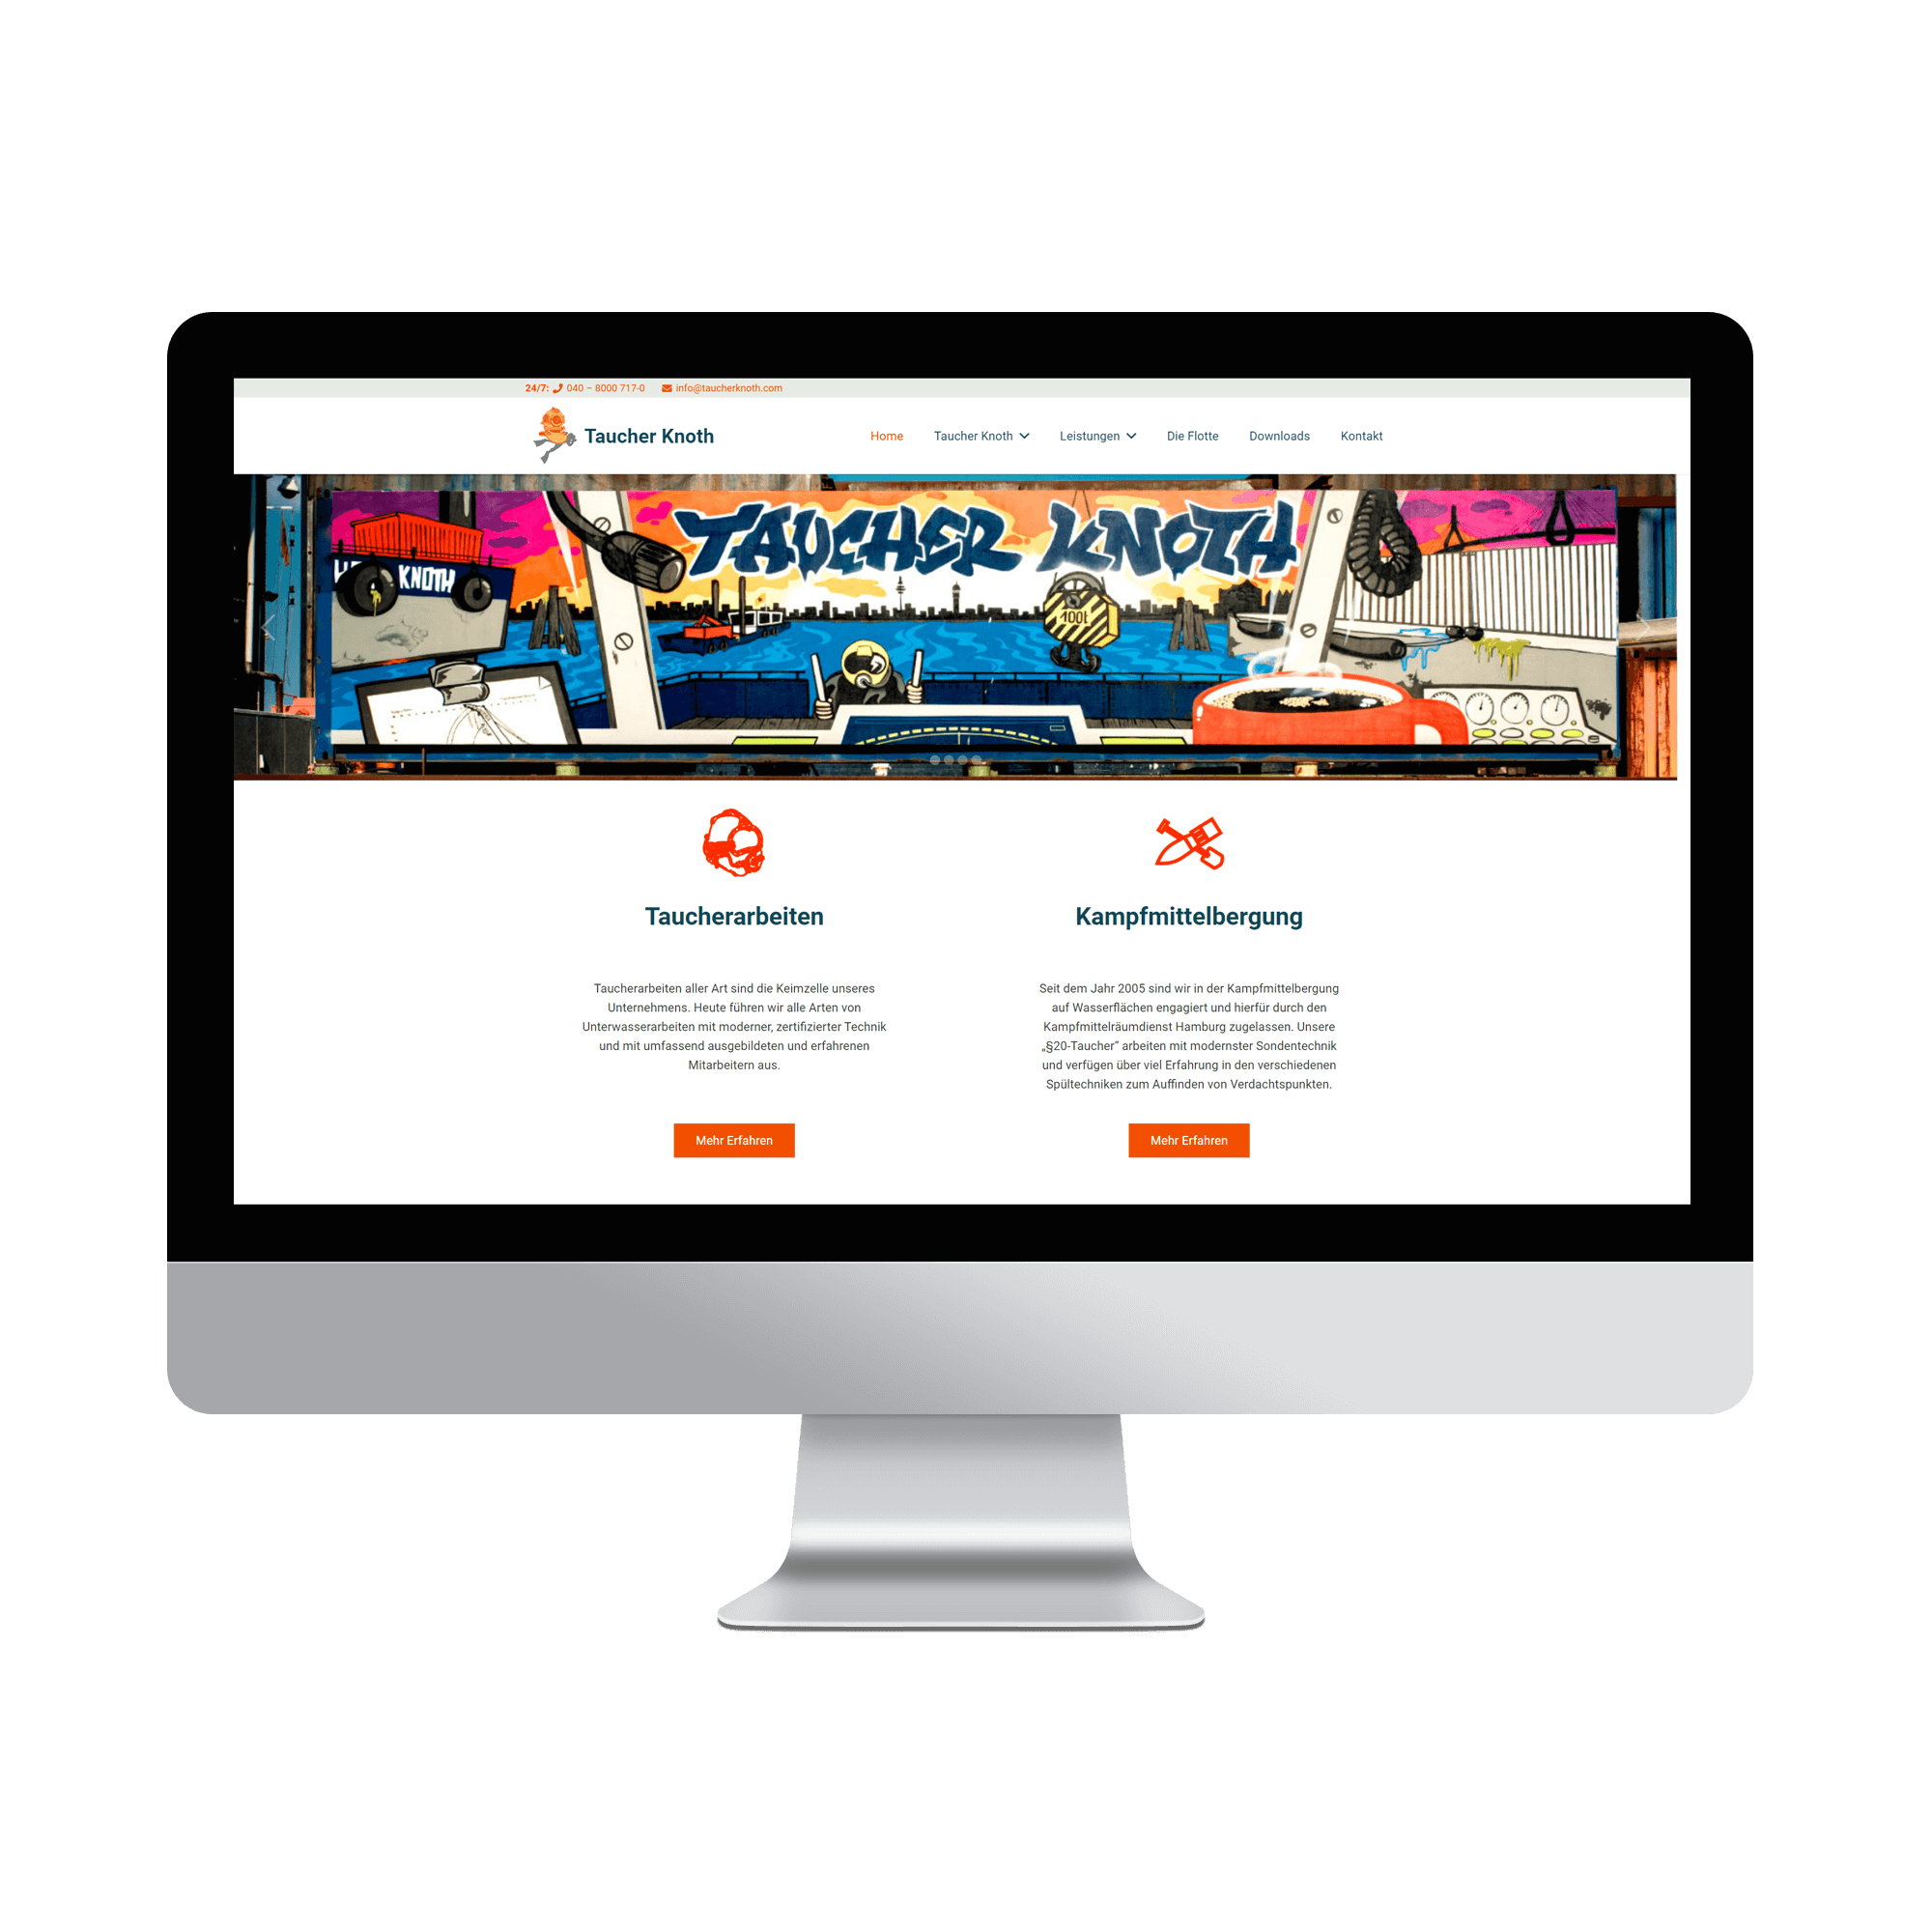 24/7: 040 – 8000 717-0 info@taucherknoth.com
Taucher Knoth
Home Taucher Knoth Leistungen Die Flotte Downloads Kontakt
TAUCHER KNOTH
KNOTH
100t
Taucherarbeiten
Taucherarbeiten aller Art sind die Keimzelle unseres
Unternehmens. Heute führen wir alle Arten von
Unterwasserarbeiten mit moderner, zertifizierter Technik
und mit umfassend ausgebildeten und erfahrenen
Mitarbeitern aus.
Mehr Erfahren
Kampfmittelbergung
Seit dem Jahr 2005 sind wir in der Kampfmittelbergung
auf Wasserflächen engagiert und hierfür durch den
Kampfmittelräumdienst Hamburg zugelassen. Unsere
„§20-Taucher“ arbeiten mit modernster Sondentechnik
und verfügen über viel Erfahrung in den verschiedenen
Spültechniken zum Auffinden von Verdachtspunkten.
Mehr Erfahren